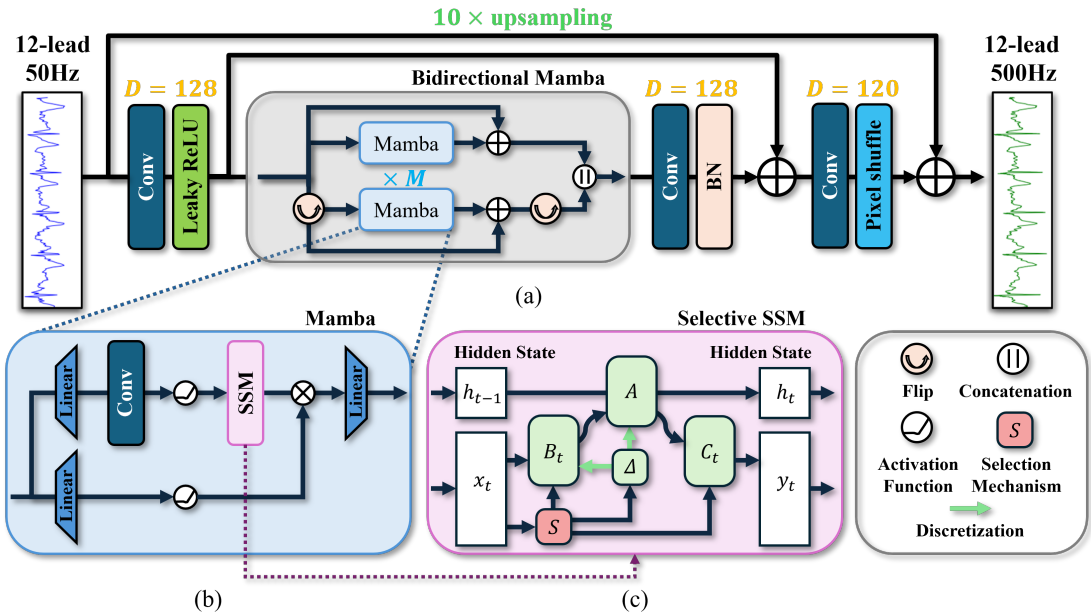 10 × upsampling
12-lead
50Hz
12-lead
500Hz
D = 128
Bidirectional Mamba
D = 128
D = 120
Conv
Leaky ReLU
Mamba
× M
Mamba
Conv
BN
Conv
Pixel shuffle
(a)
Mamba
Linear
Conv
SSM
Linear
Linear
(b)
Selective SSM
Hidden State
Hidden State
h_{t−1}
A
h_t
B_t
Δ
C_t
x_t
y_t
S
(c)
Flip
Concatenation
S
Activation
Function
Selection
Mechanism
Discretization